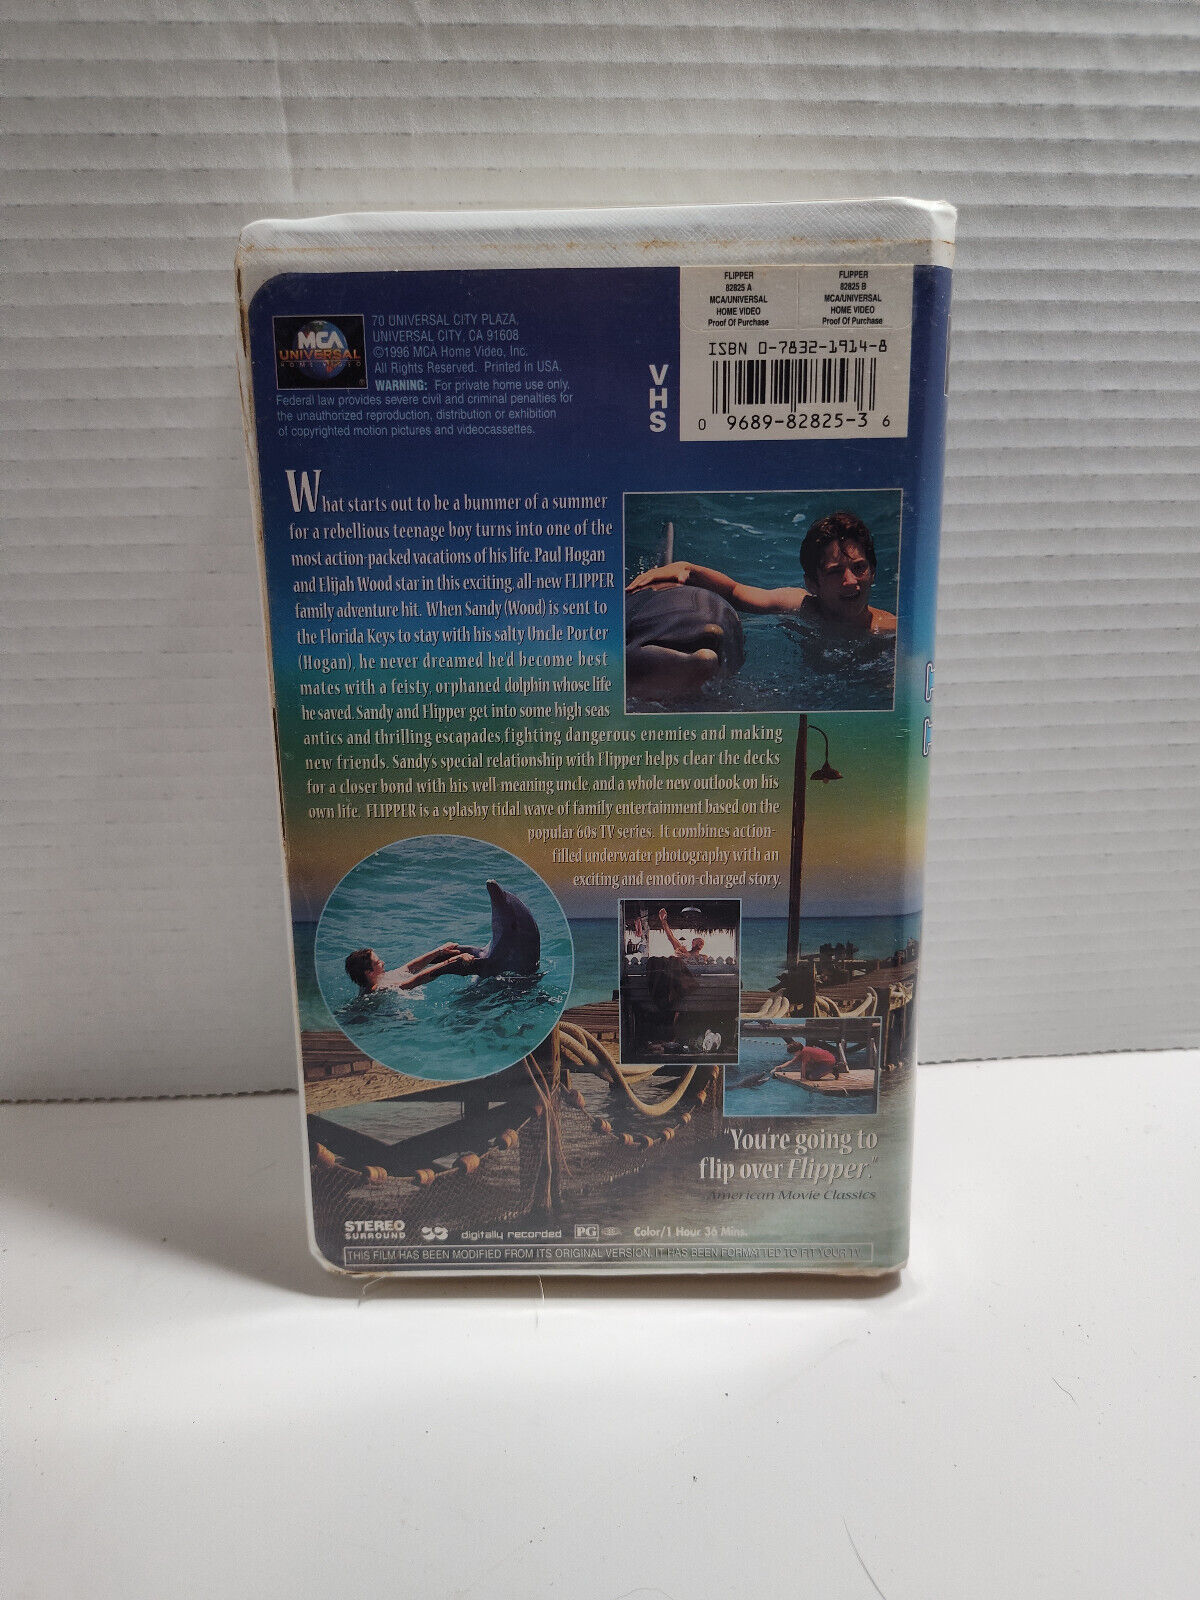 FLIPPER
82825 A
MCA/UNIVERSAL
HOME VIDEO
Proof Of Purchase
FLIPPER
82825 B
MCA/UNIVERSAL
HOME VIDEO
Proof Of Purchase
MCA
UNIVERSAL
HOME VIDEO
®
70 UNIVERSAL CITY PLAZA,
UNIVERSAL CITY, CA 91608
©1996 MCA Home Video, Inc.
All Rights Reserved. Printed in USA.
WARNING: For private home use only.
Federal law provides severe civil and criminal penalties for
the unauthorized reproduction, distribution or exhibition
of copyrighted motion pictures and videocassettes.
VHS
ISBN 0-7832-1914-8
0 9689-82825-3 6
What starts out to be a bummer of a summer
for a rebellious teenage boy turns into one of the
most action-packed vacations of his life. Paul Hogan
and Elijah Wood star in this exciting, all-new FLIPPER
family adventure hit. When Sandy (Wood) is sent to
the Florida Keys to stay with his salty Uncle Porter
(Hogan), he never dreamed he'd become best
mates with a feisty, orphaned dolphin whose life
he saved. Sandy and Flipper get into some high seas
antics and thrilling escapades, fighting dangerous enemies and making
new friends. Sandy's special relationship with Flipper helps clear the decks
for a closer bond with his well-meaning uncle, and a whole new outlook on his
own life. FLIPPER is a splashy tidal wave of family entertainment based on the
popular 60s TV series. It combines action-
filled underwater photography with an
exciting and emotion-charged story.
"You're going to
flip over Flipper."
American Movie Classics
STEREO
SURROUND
digitally recorded
PG
Color/1 Hour 36 Mins.
THIS FILM HAS BEEN MODIFIED FROM ITS ORIGINAL VERSION. IT HAS BEEN FORMATTED TO FIT YOUR TV.